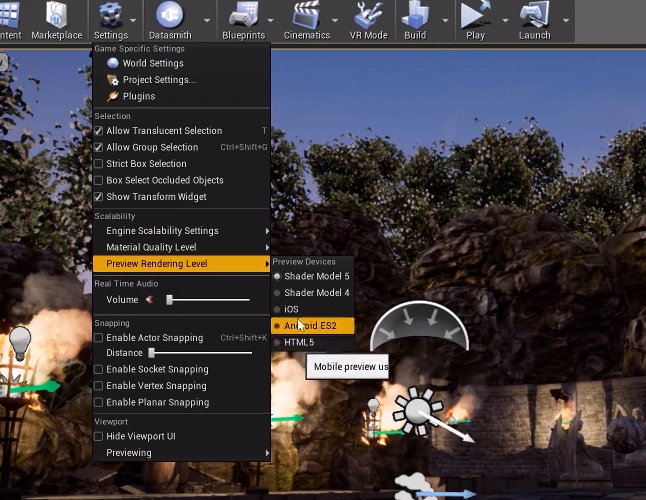 ntent Marketplace Settings Datasmith Blueprints Cinematics VR Mode Build Play Launch
Game Specific Settings
World Settings
Project Settings...
Plugins
Selection
Allow Translucent Selection T
Allow Group Selection Ctrl+Shift+G
Strict Box Selection
Box Select Occluded Objects
Show Transform Widget
Scalability
Engine Scalability Settings
Material Quality Level
Preview Rendering Level
Preview Devices
Shader Model 5
Shader Model 4
iOS
Android ES2
HTML5
Mobile preview us
Real Time Audio
Volume
Snapping
Enable Actor Snapping Ctrl+Shift+K
Distance
Enable Socket Snapping
Enable Vertex Snapping
Enable Planar Snapping
Viewport
Hide Viewport UI
Previewing